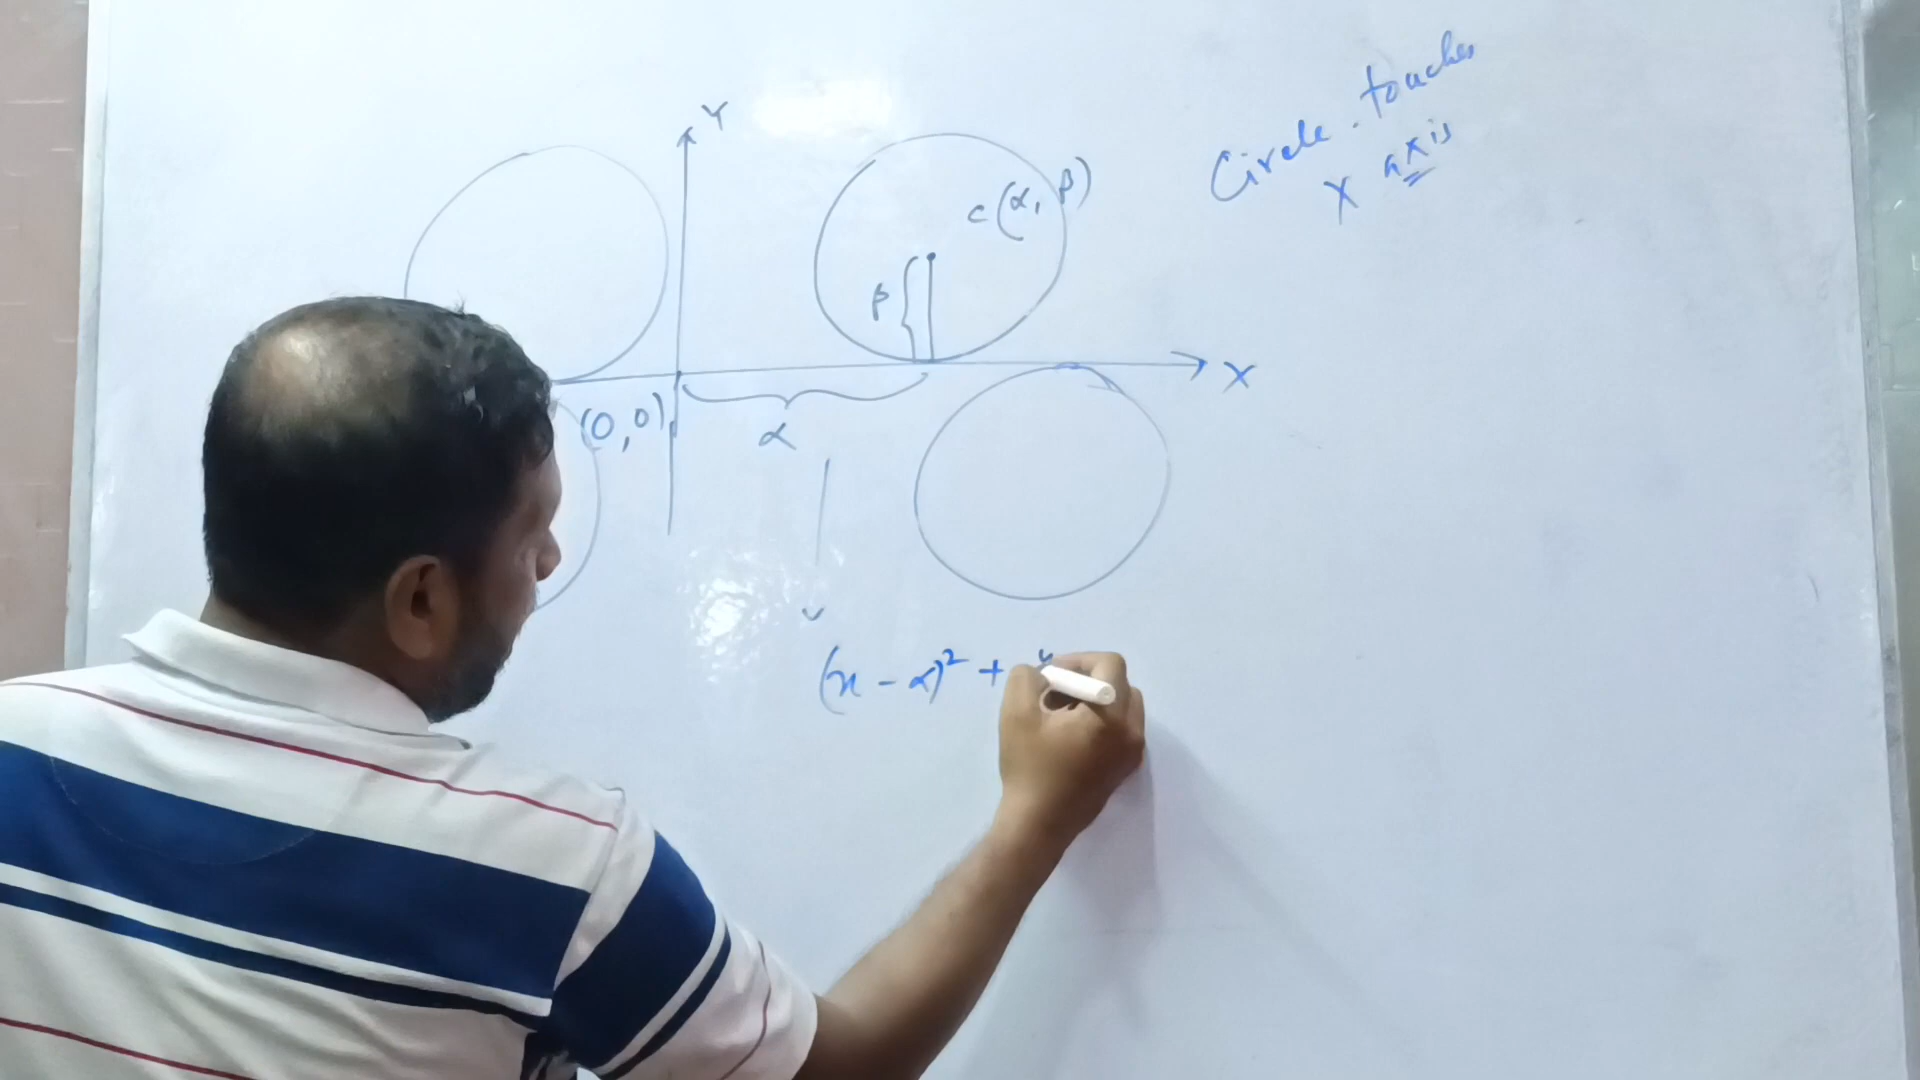 Circle touches
X axis
Y
C(α, β)
β
X
(0,0)
α
(x - α)² +